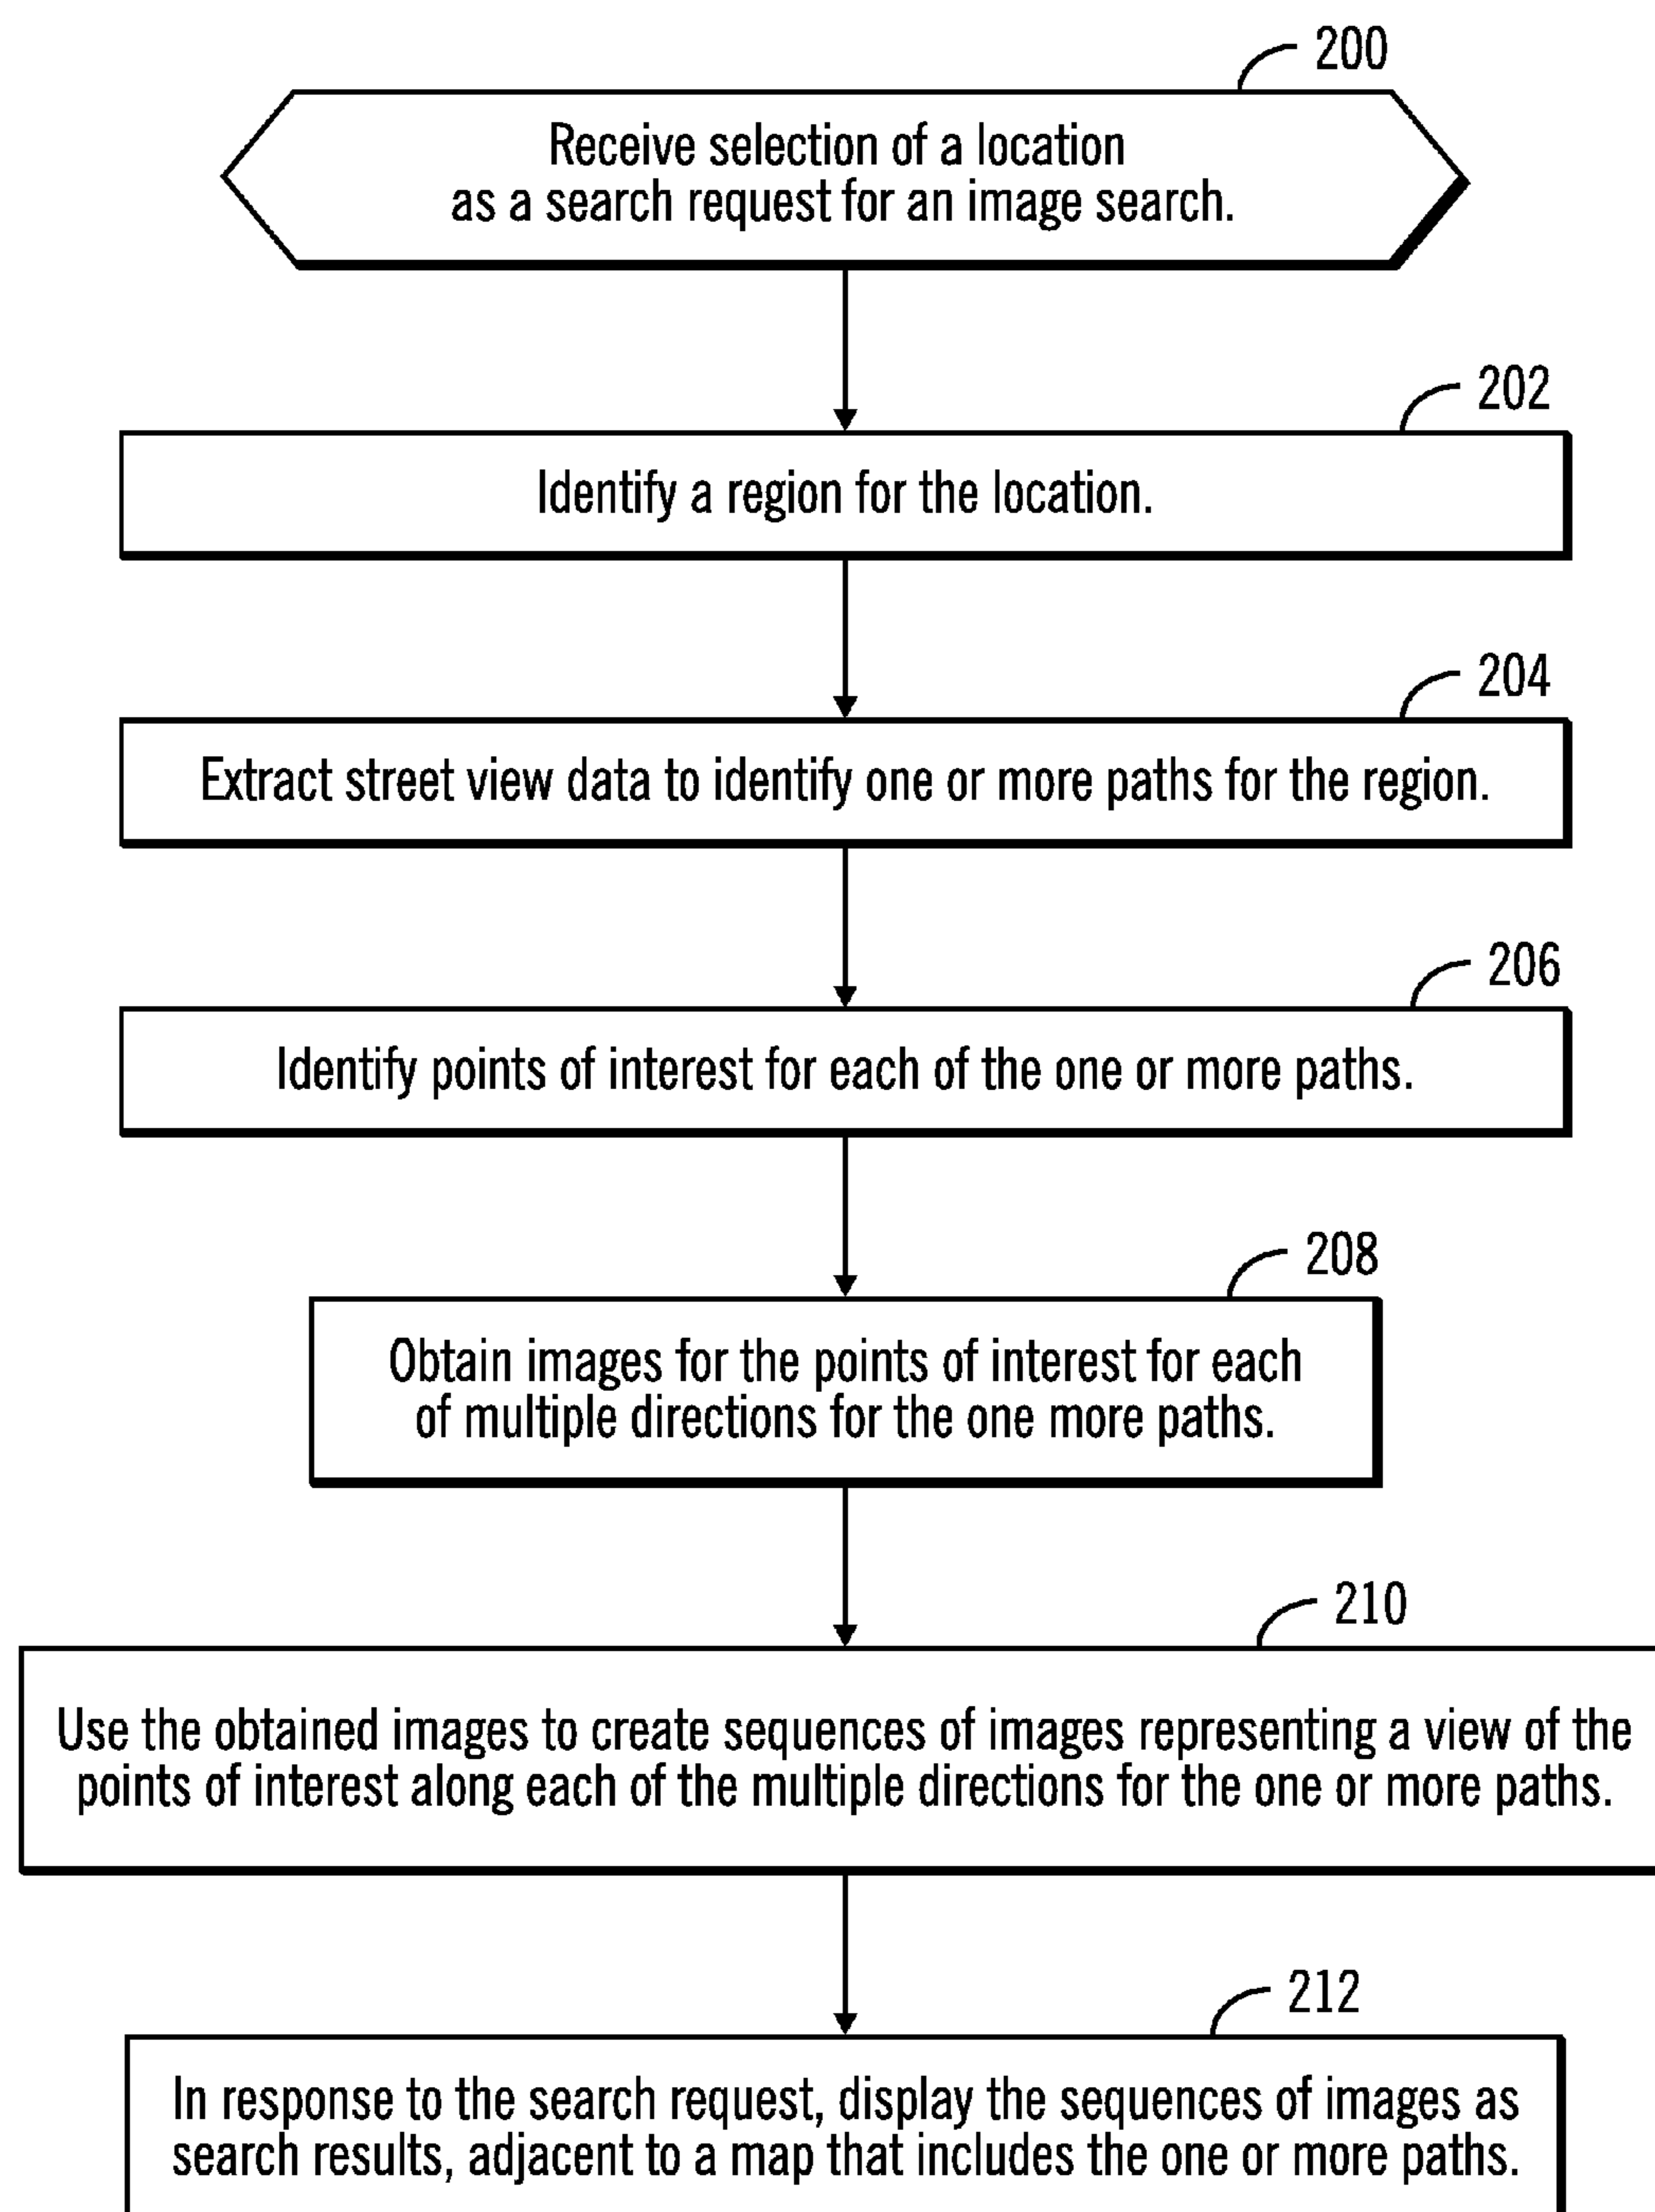 200
Receive selection of a location
as a search request for an image search.
202
Identify a region for the location.
204
Extract street view data to identify one or more paths for the region.
206
Identify points of interest for each of the one or more paths.
208
Obtain images for the points of interest for each
of multiple directions for the one more paths.
210
Use the obtained images to create sequences of images representing a view of the
points of interest along each of the multiple directions for the one or more paths.
212
In response to the search request, display the sequences of images as
search results, adjacent to a map that includes the one or more paths.